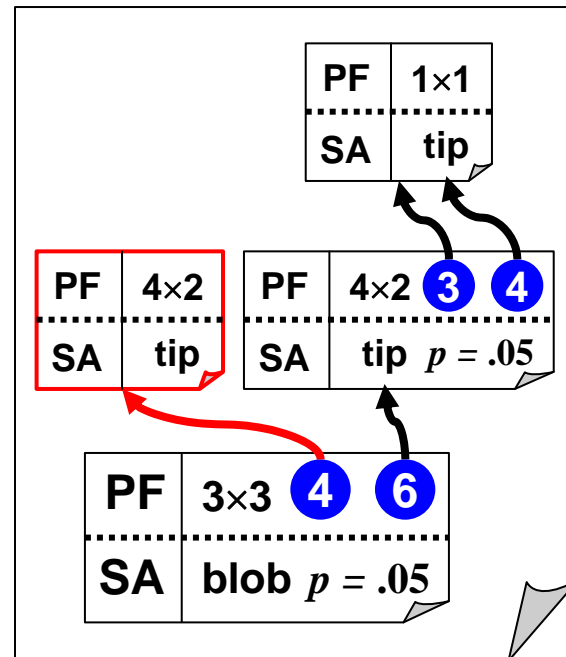 PF 1×1
SA tip
PF 4×2
SA tip
PF 4×2 3 4
SA tip p = .05
PF 3×3 4 6
SA blob p = .05